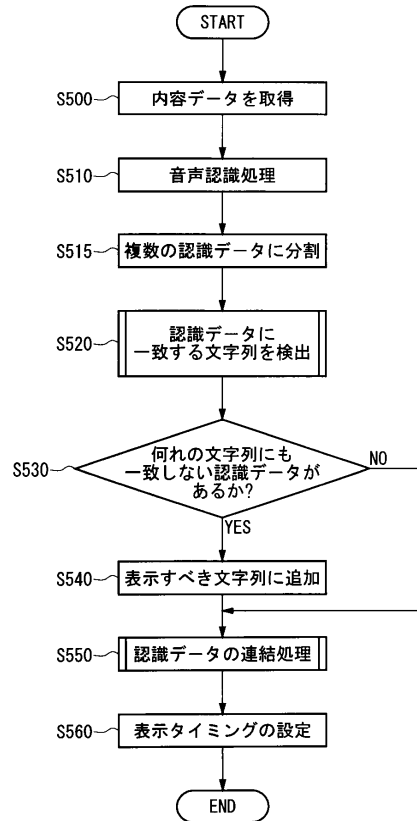 START
S500
内容データを取得
S510
音声認識処理
S515
複数の認識データに分割
S520
認識データに
一致する文字列を検出
S530
何れの文字列にも
一致しない認識データが
あるか?
NO
YES
S540
表示すべき文字列に追加
S550
認識データの連結処理
S560
表示タイミングの設定
END